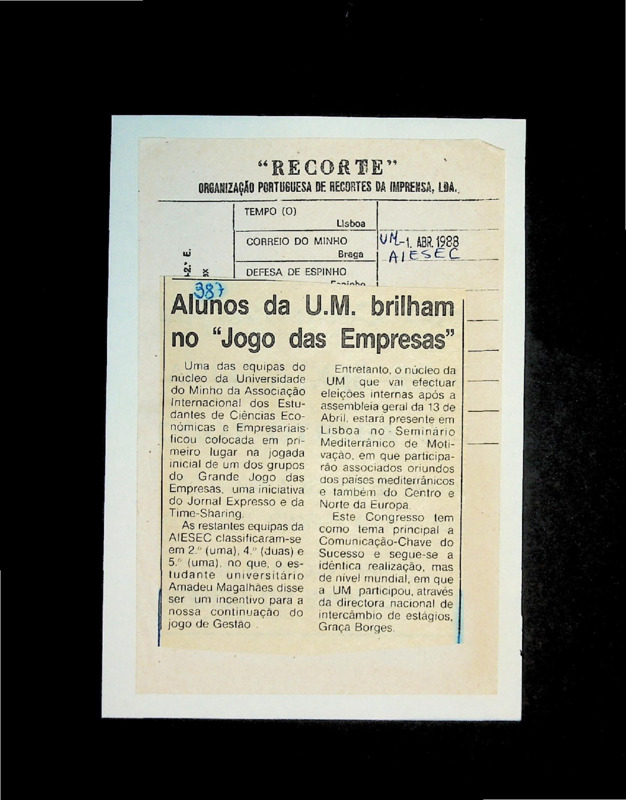 "RECORTE"
ORGANIZAÇÃO PORTUGUESA DE RECORTES DA IMPRENSA, LDA.
TEMPO (O)
Lisboa
CORREIO DO MINHO
Braga
UM - 1. ABR. 1988
AIESEC
DEFESA DE ESPINHO
Espinho
-2.º E.
387
Alunos da U.M. brilham
no "Jogo das Empresas"
Uma das equipas do
núcleo da Universidade
do Minho da Associação
Internacional dos Estu-
dantes de Ciências Eco-
nómicas e Empresariais
ficou colocada em pri-
meiro lugar na jogada
inicial de um dos grupos
do Grande Jogo das
Empresas, uma iniciativa
do Jornal Expresso e da
Time-Sharing.
As restantes equipas da
AIESEC classificaram-se
em 2.º (uma), 4.º (duas) e
5.º (uma), no que, o es-
tudante universitário
Amadeu Magalhães disse
ser um incentivo para a
nossa continuação do
jogo de Gestão.
Entretanto, o núcleo da
UM que vai efectuar
eleições internas após a
assembleia geral da 13 de
Abril, estará presente em
Lisboa no Seminário
Mediterrânico de Moti-
vação, em que participa-
rão associados oriundos
dos países mediterrânicos
e também do Centro e
Norte da Europa.
Este Congresso tem
como tema principal a
Comunicação-Chave do
Sucesso e segue-se a
idêntica realização, mas
de nível mundial, em que
a UM participou, através
da directora nacional de
intercâmbio de estágios,
Graça Borges.